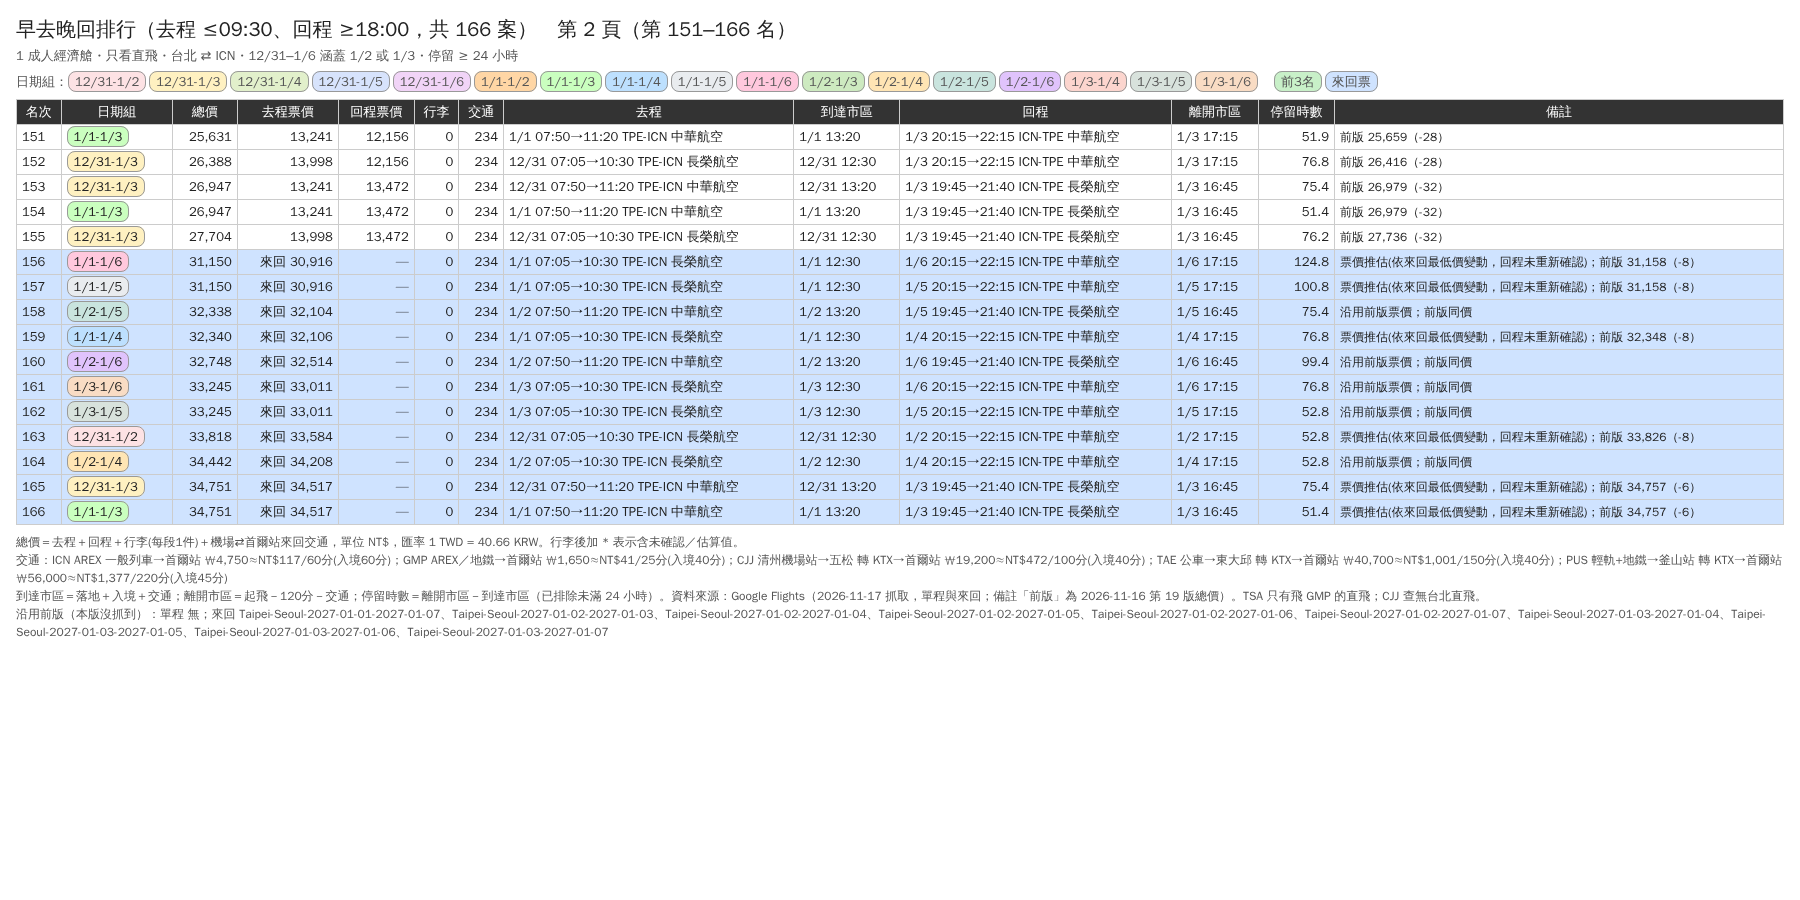 早去晚回排行（去程 ≤09:30、回程 ≥18:00，共 166 案） 第 2 頁（第 151–166 名）
1 成人經濟艙・只看直飛・台北 ⇄ ICN・12/31–1/6 涵蓋 1/2 或 1/3・停留 ≥ 24 小時
日期組： 12/31-1/2 12/31-1/3 12/31-1/4 12/31-1/5 12/31-1/6 1/1-1/2 1/1-1/3 1/1-1/4 1/1-1/5 1/1-1/6 1/2-1/3 1/2-1/4 1/2-1/5 1/2-1/6 1/3-1/4 1/3-1/5 1/3-1/6 前3名 來回票
名次 日期組 總價 去程票價 回程票價 行李 交通 去程 到達市區 回程 離開市區 停留時數 備註
151 1/1-1/3 25,631 13,241 12,156 0 234 1/1 07:50→11:20 TPE-ICN 中華航空 1/1 13:20 1/3 20:15→22:15 ICN-TPE 中華航空 1/3 17:15 51.9 前版 25,659（-28）
152 12/31-1/3 26,388 13,998 12,156 0 234 12/31 07:05→10:30 TPE-ICN 長榮航空 12/31 12:30 1/3 20:15→22:15 ICN-TPE 中華航空 1/3 17:15 76.8 前版 26,416（-28）
153 12/31-1/3 26,947 13,241 13,472 0 234 12/31 07:50→11:20 TPE-ICN 中華航空 12/31 13:20 1/3 19:45→21:40 ICN-TPE 長榮航空 1/3 16:45 75.4 前版 26,979（-32）
154 1/1-1/3 26,947 13,241 13,472 0 234 1/1 07:50→11:20 TPE-ICN 中華航空 1/1 13:20 1/3 19:45→21:40 ICN-TPE 長榮航空 1/3 16:45 51.4 前版 26,979（-32）
155 12/31-1/3 27,704 13,998 13,472 0 234 12/31 07:05→10:30 TPE-ICN 長榮航空 12/31 12:30 1/3 19:45→21:40 ICN-TPE 長榮航空 1/3 16:45 76.2 前版 27,736（-32）
156 1/1-1/6 31,150 來回 30,916 — 0 234 1/1 07:05→10:30 TPE-ICN 長榮航空 1/1 12:30 1/6 20:15→22:15 ICN-TPE 中華航空 1/6 17:15 124.8 票價推估(依來回最低價變動，回程未重新確認)；前版 31,158（-8）
157 1/1-1/5 31,150 來回 30,916 — 0 234 1/1 07:05→10:30 TPE-ICN 長榮航空 1/1 12:30 1/5 20:15→22:15 ICN-TPE 中華航空 1/5 17:15 100.8 票價推估(依來回最低價變動，回程未重新確認)；前版 31,158（-8）
158 1/2-1/5 32,338 來回 32,104 — 0 234 1/2 07:50→11:20 TPE-ICN 中華航空 1/2 13:20 1/5 19:45→21:40 ICN-TPE 長榮航空 1/5 16:45 75.4 沿用前版票價；前版同價
159 1/1-1/4 32,340 來回 32,106 — 0 234 1/1 07:05→10:30 TPE-ICN 長榮航空 1/1 12:30 1/4 20:15→22:15 ICN-TPE 中華航空 1/4 17:15 76.8 票價推估(依來回最低價變動，回程未重新確認)；前版 32,348（-8）
160 1/2-1/6 32,748 來回 32,514 — 0 234 1/2 07:50→11:20 TPE-ICN 中華航空 1/2 13:20 1/6 19:45→21:40 ICN-TPE 長榮航空 1/6 16:45 99.4 沿用前版票價；前版同價
161 1/3-1/6 33,245 來回 33,011 — 0 234 1/3 07:05→10:30 TPE-ICN 長榮航空 1/3 12:30 1/6 20:15→22:15 ICN-TPE 中華航空 1/6 17:15 76.8 沿用前版票價；前版同價
162 1/3-1/5 33,245 來回 33,011 — 0 234 1/3 07:05→10:30 TPE-ICN 長榮航空 1/3 12:30 1/5 20:15→22:15 ICN-TPE 中華航空 1/5 17:15 52.8 沿用前版票價；前版同價
163 12/31-1/2 33,818 來回 33,584 — 0 234 12/31 07:05→10:30 TPE-ICN 長榮航空 12/31 12:30 1/2 20:15→22:15 ICN-TPE 中華航空 1/2 17:15 52.8 票價推估(依來回最低價變動，回程未重新確認)；前版 33,826（-8）
164 1/2-1/4 34,442 來回 34,208 — 0 234 1/2 07:05→10:30 TPE-ICN 長榮航空 1/2 12:30 1/4 20:15→22:15 ICN-TPE 中華航空 1/4 17:15 52.8 沿用前版票價；前版同價
165 12/31-1/3 34,751 來回 34,517 — 0 234 12/31 07:50→11:20 TPE-ICN 中華航空 12/31 13:20 1/3 19:45→21:40 ICN-TPE 長榮航空 1/3 16:45 75.4 票價推估(依來回最低價變動，回程未重新確認)；前版 34,757（-6）
166 1/1-1/3 34,751 來回 34,517 — 0 234 1/1 07:50→11:20 TPE-ICN 中華航空 1/1 13:20 1/3 19:45→21:40 ICN-TPE 長榮航空 1/3 16:45 51.4 票價推估(依來回最低價變動，回程未重新確認)；前版 34,757（-6）
總價＝去程＋回程＋行李(每段1件)＋機場⇄首爾站來回交通，單位 NT$，匯率 1 TWD = 40.66 KRW。行李後加 * 表示含未確認／估算值。
交通：ICN AREX 一般列車→首爾站 ₩4,750≈NT$117/60分(入境60分)；GMP AREX／地鐵→首爾站 ₩1,650≈NT$41/25分(入境40分)；CJJ 清州機場站→五松 轉 KTX→首爾站 ₩19,200≈NT$472/100分(入境40分)；TAE 公車→東大邱 轉 KTX→首爾站 ₩40,700≈NT$1,001/150分(入境40分)；PUS 輕軌+地鐵→釜山站 轉 KTX→首爾站
₩56,000≈NT$1,377/220分(入境45分)
到達市區＝落地＋入境＋交通；離開市區＝起飛－120分－交通；停留時數＝離開市區－到達市區（已排除未滿 24 小時）。資料來源：Google Flights（2026-11-17 抓取，單程與來回；備註「前版」為 2026-11-16 第 19 版總價）。TSA 只有飛 GMP 的直飛；CJJ 查無台北直飛。
沿用前版（本版沒抓到）：單程 無；來回 Taipei-Seoul-2027-01-01-2027-01-07、Taipei-Seoul-2027-01-02-2027-01-03、Taipei-Seoul-2027-01-02-2027-01-04、Taipei-Seoul-2027-01-02-2027-01-05、Taipei-Seoul-2027-01-02-2027-01-06、Taipei-Seoul-2027-01-02-2027-01-07、Taipei-Seoul-2027-01-03-2027-01-04、Taipei-
Seoul-2027-01-03-2027-01-05、Taipei-Seoul-2027-01-03-2027-01-06、Taipei-Seoul-2027-01-03-2027-01-07